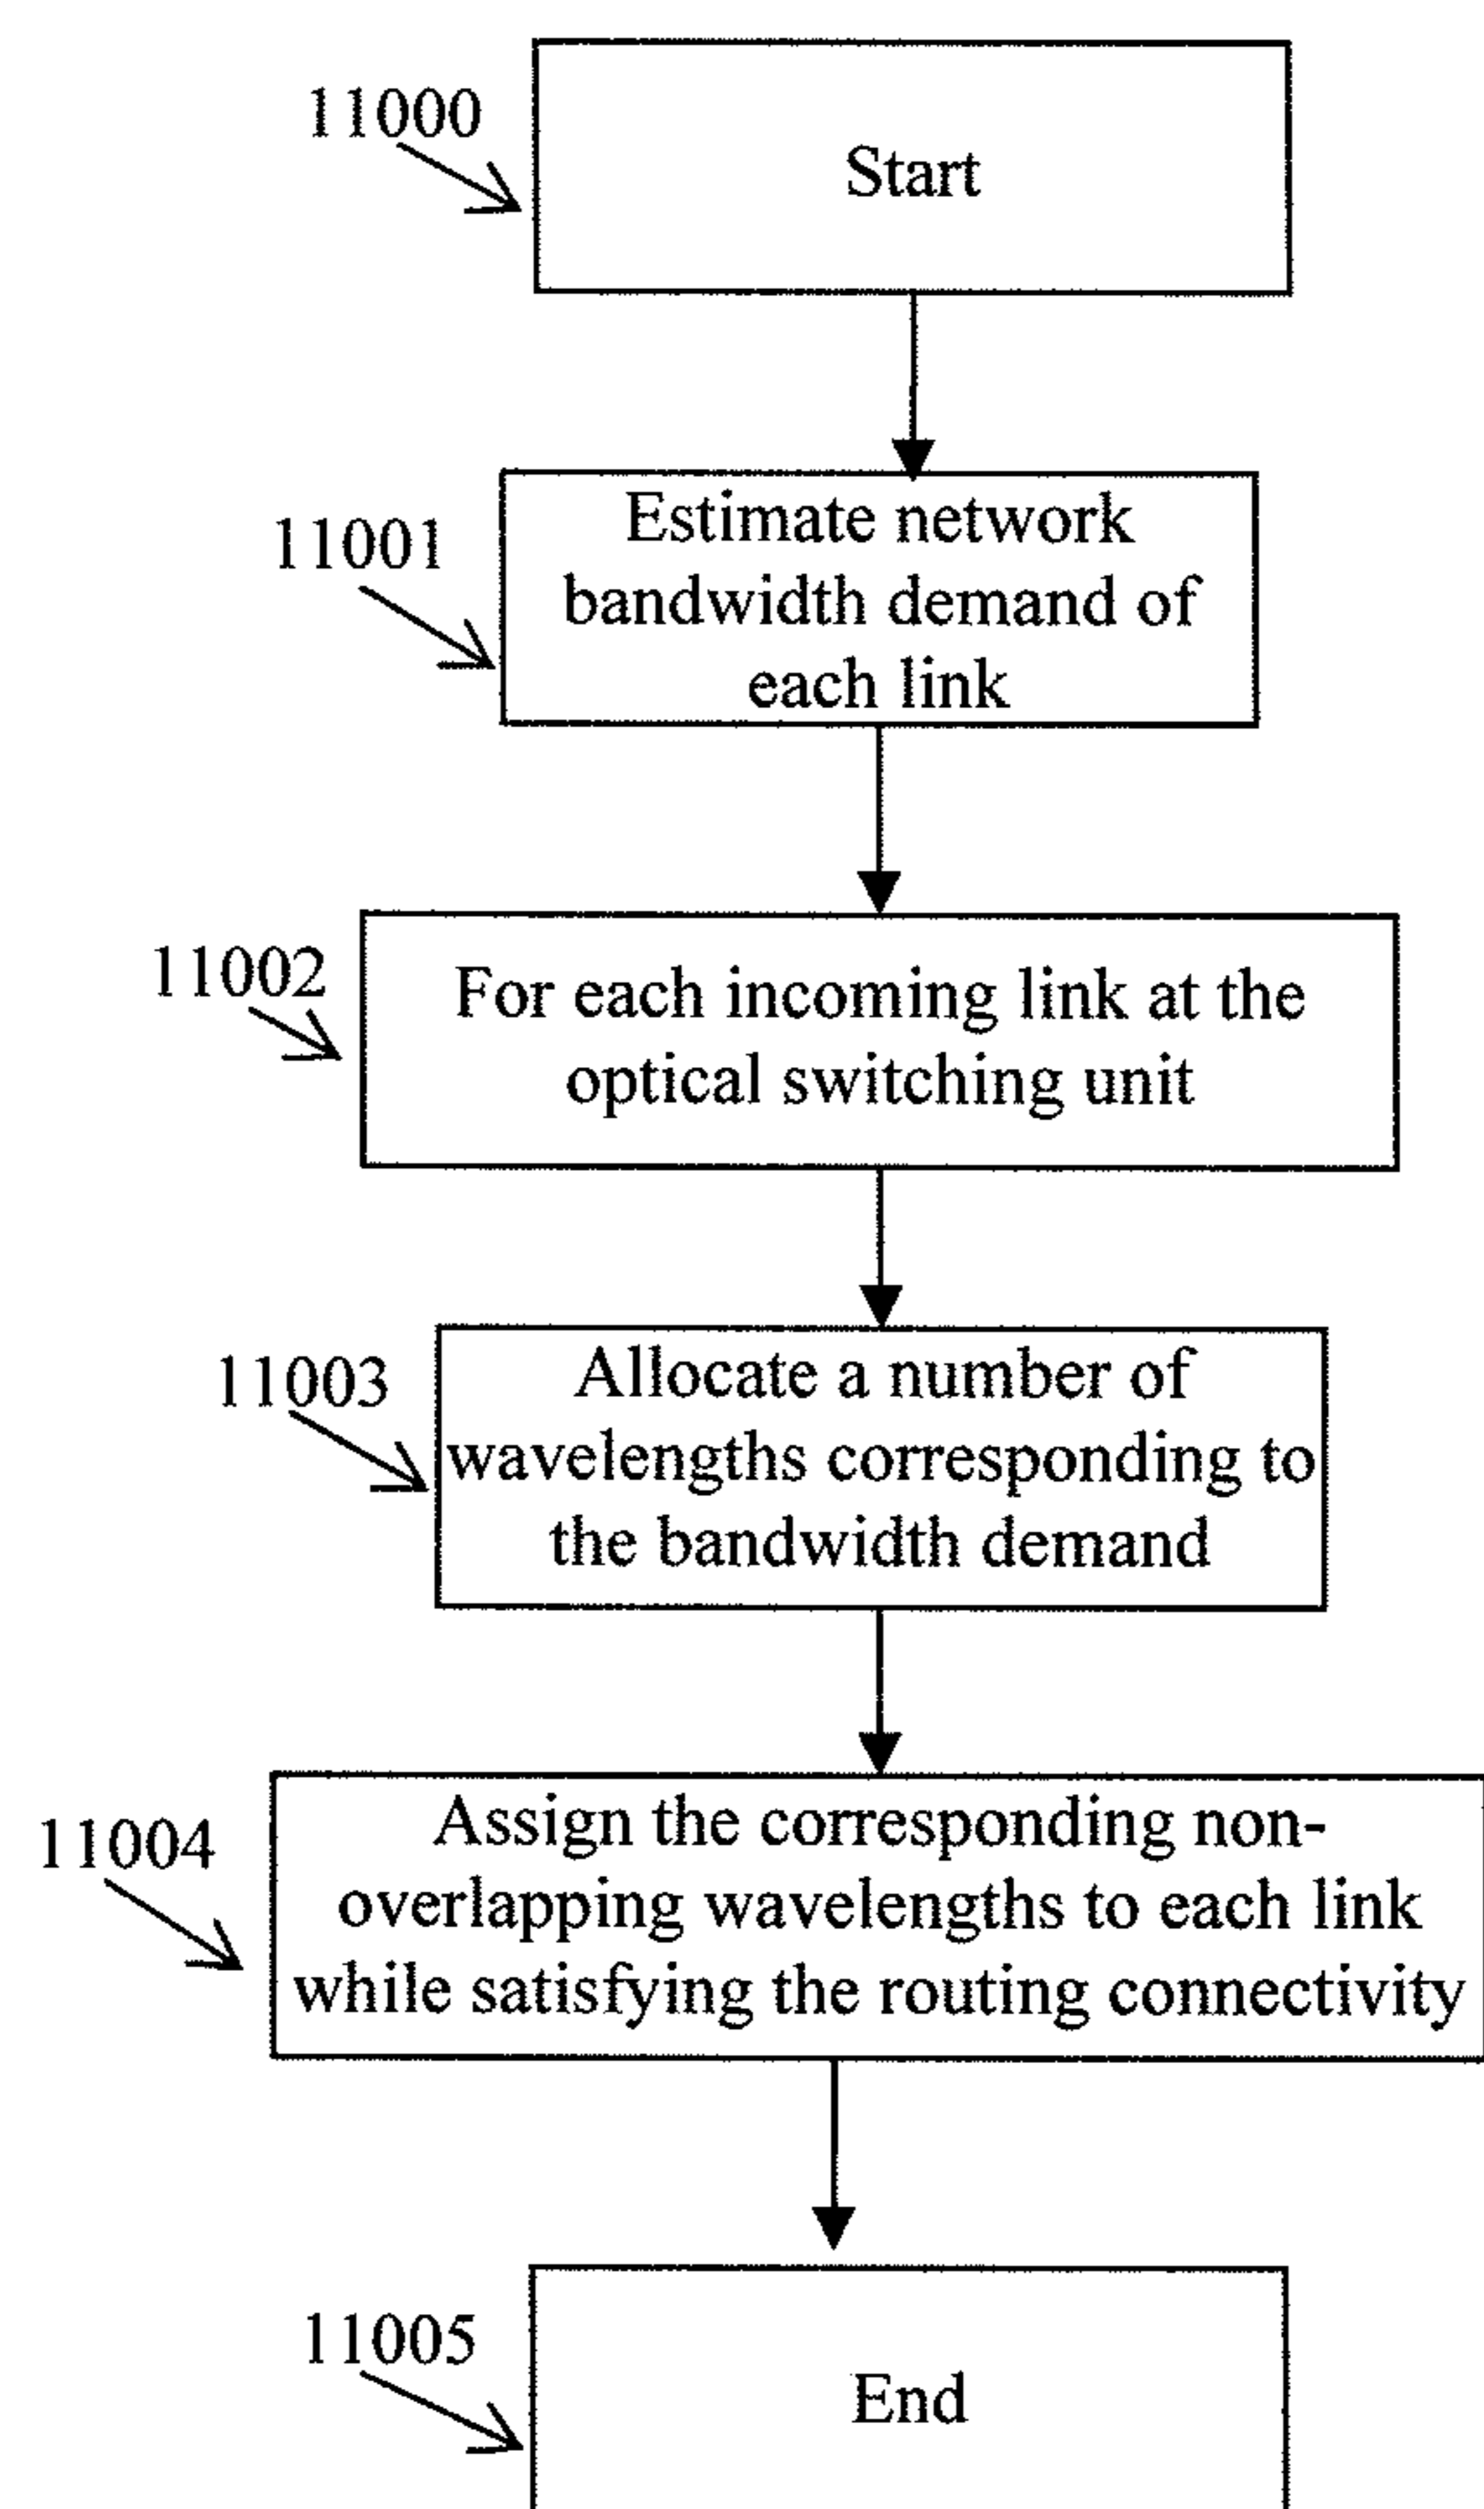 11000
Start
11001
Estimate network
bandwidth demand of
each link
11002
For each incoming link at the
optical switching unit
11003
Allocate a number of
wavelengths corresponding to
the bandwidth demand
11004
Assign the corresponding non-
overlapping wavelengths to each link
while satisfying the routing connectivity
11005
End